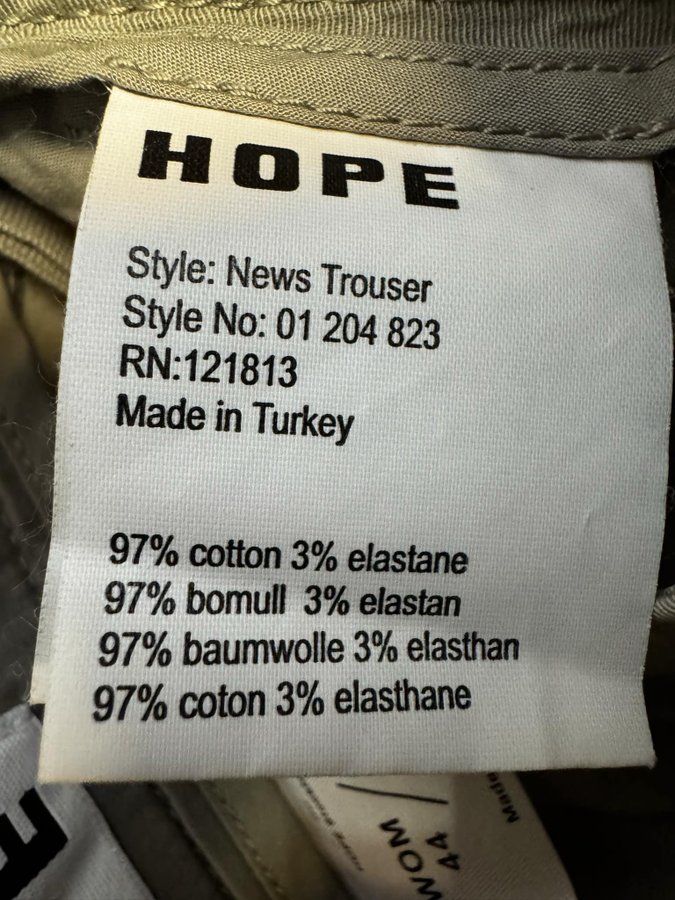 HOPE
Style: News Trouser
Style No: 01 204 823
RN:121813
Made in Turkey
97% cotton 3% elastane
97% bomull 3% elastan
97% baumwolle 3% elasthan
97% coton 3% elasthane
Made
WOM
44